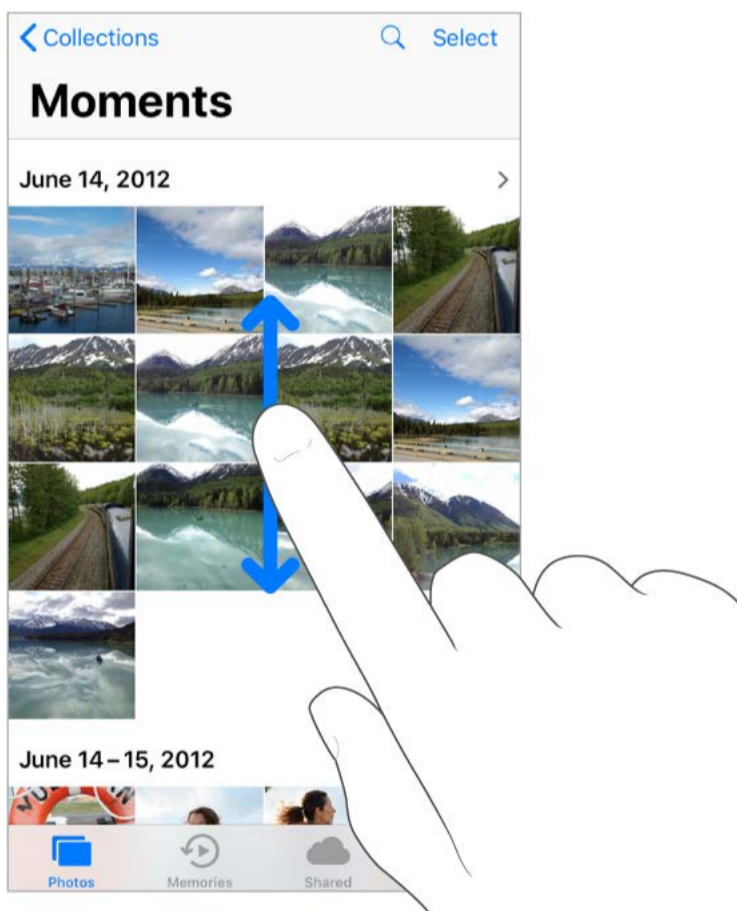 Collections
Select
Moments
June 14, 2012
June 14 – 15, 2012
Photos
Memories
Shared